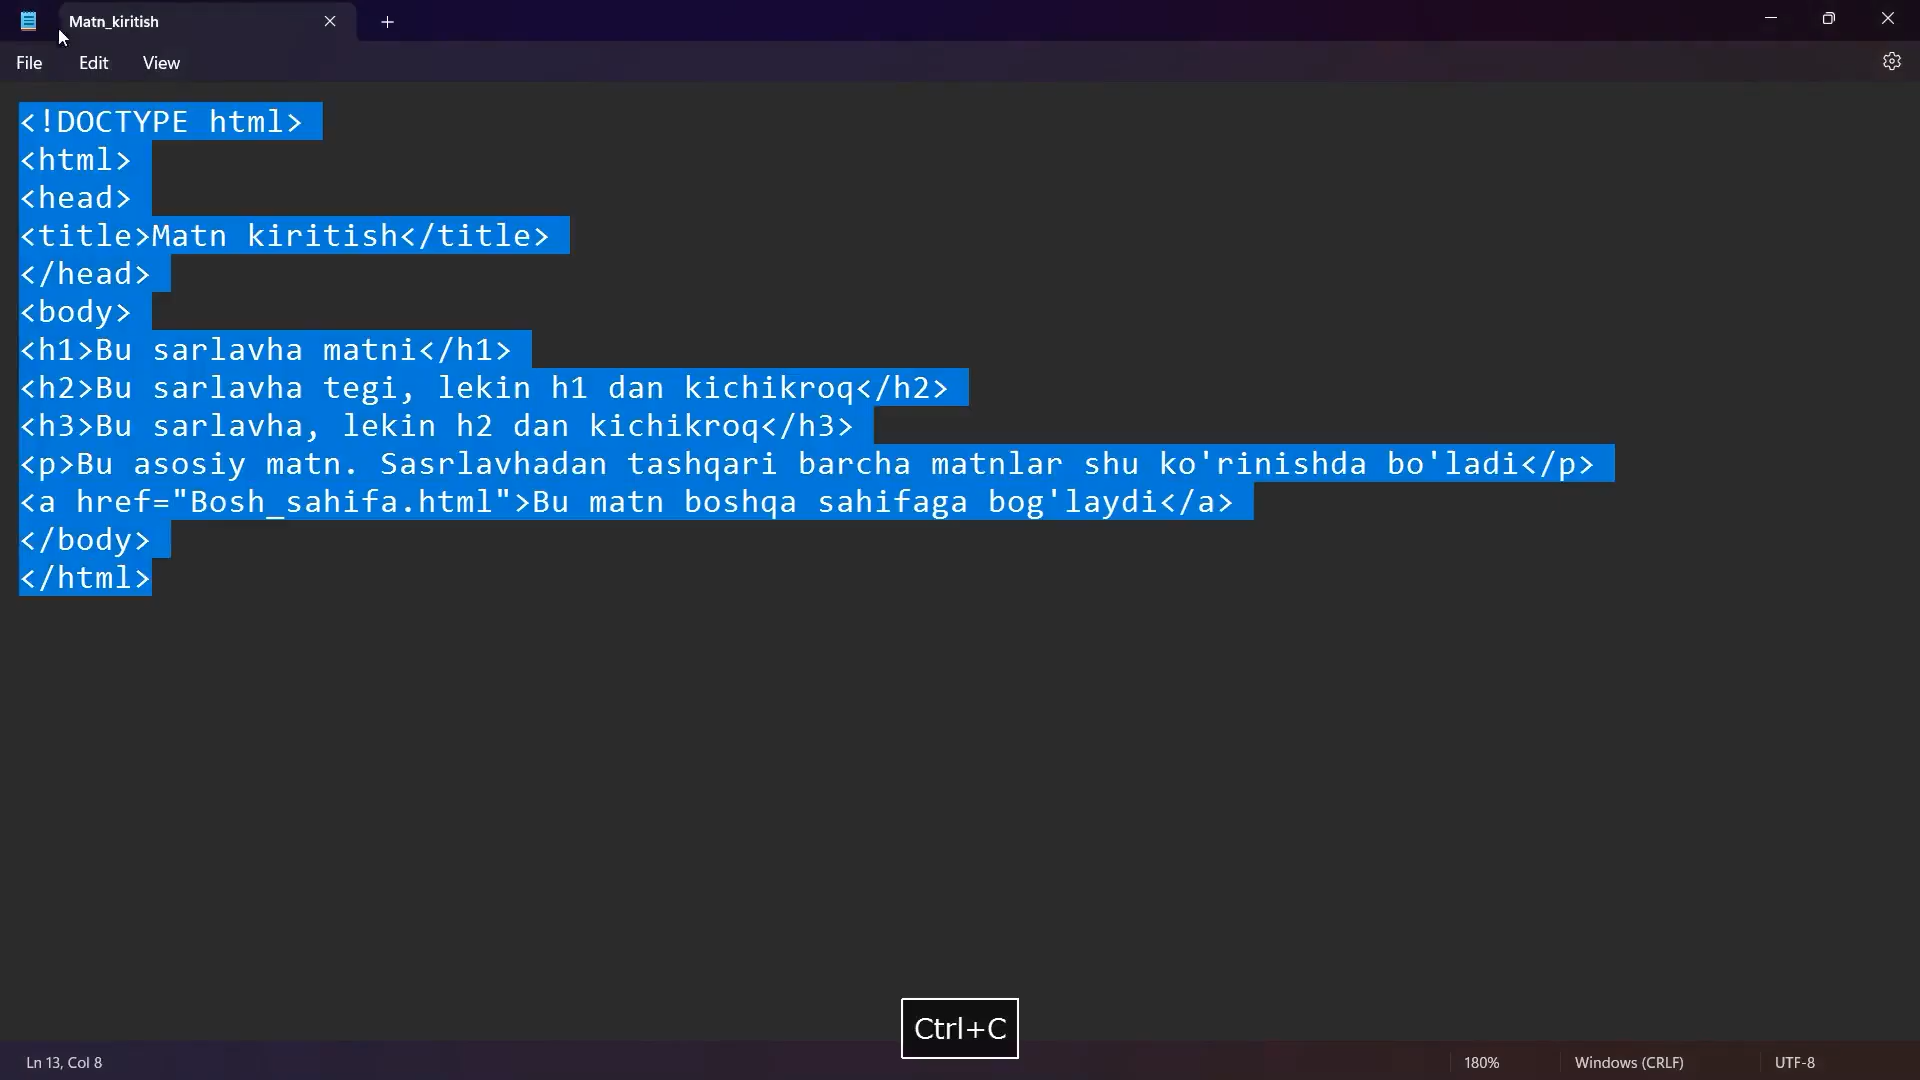 Matn_kiritish
File Edit View
<!DOCTYPE html>
<html>
<head>
<title>Matn kiritish</title>
</head>
<body>
<h1>Bu sarlavha matni</h1>
<h2>Bu sarlavha tegi, lekin h1 dan kichikroq</h2>
<h3>Bu sarlavha, lekin h2 dan kichikroq</h3>
<p>Bu asosiy matn. Sasrlavhadan tashqari barcha matnlar shu ko'rinishda bo'ladi</p>
<a href="Bosh_sahifa.html">Bu matn boshqa sahifaga bog'laydi</a>
</body>
</html>
Ctrl+C
Ln 13, Col 8 180% Windows (CRLF) UTF-8